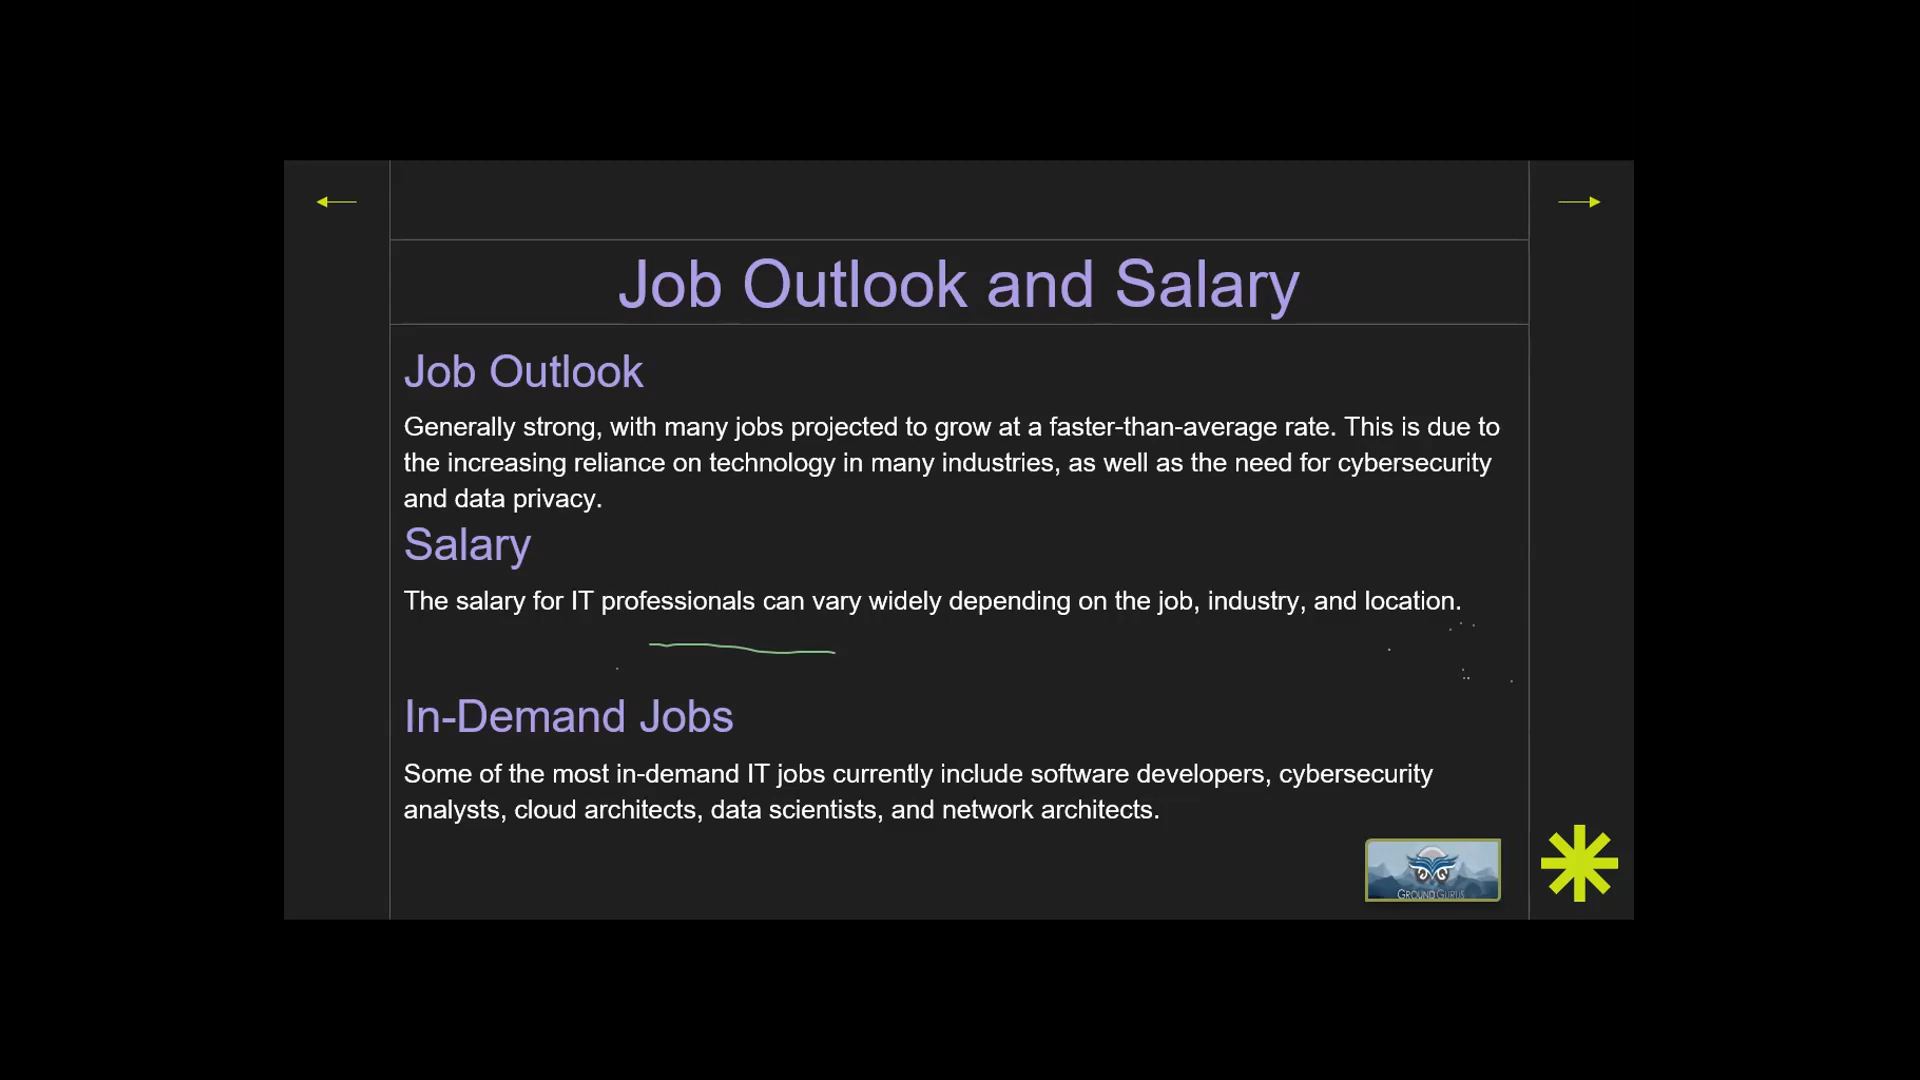 Job Outlook and Salary
Job Outlook
Generally strong, with many jobs projected to grow at a faster-than-average rate. This is due to
the increasing reliance on technology in many industries, as well as the need for cybersecurity
and data privacy.
Salary
The salary for IT professionals can vary widely depending on the job, industry, and location.
In-Demand Jobs
Some of the most in-demand IT jobs currently include software developers, cybersecurity
analysts, cloud architects, data scientists, and network architects.
GROUND GURUS